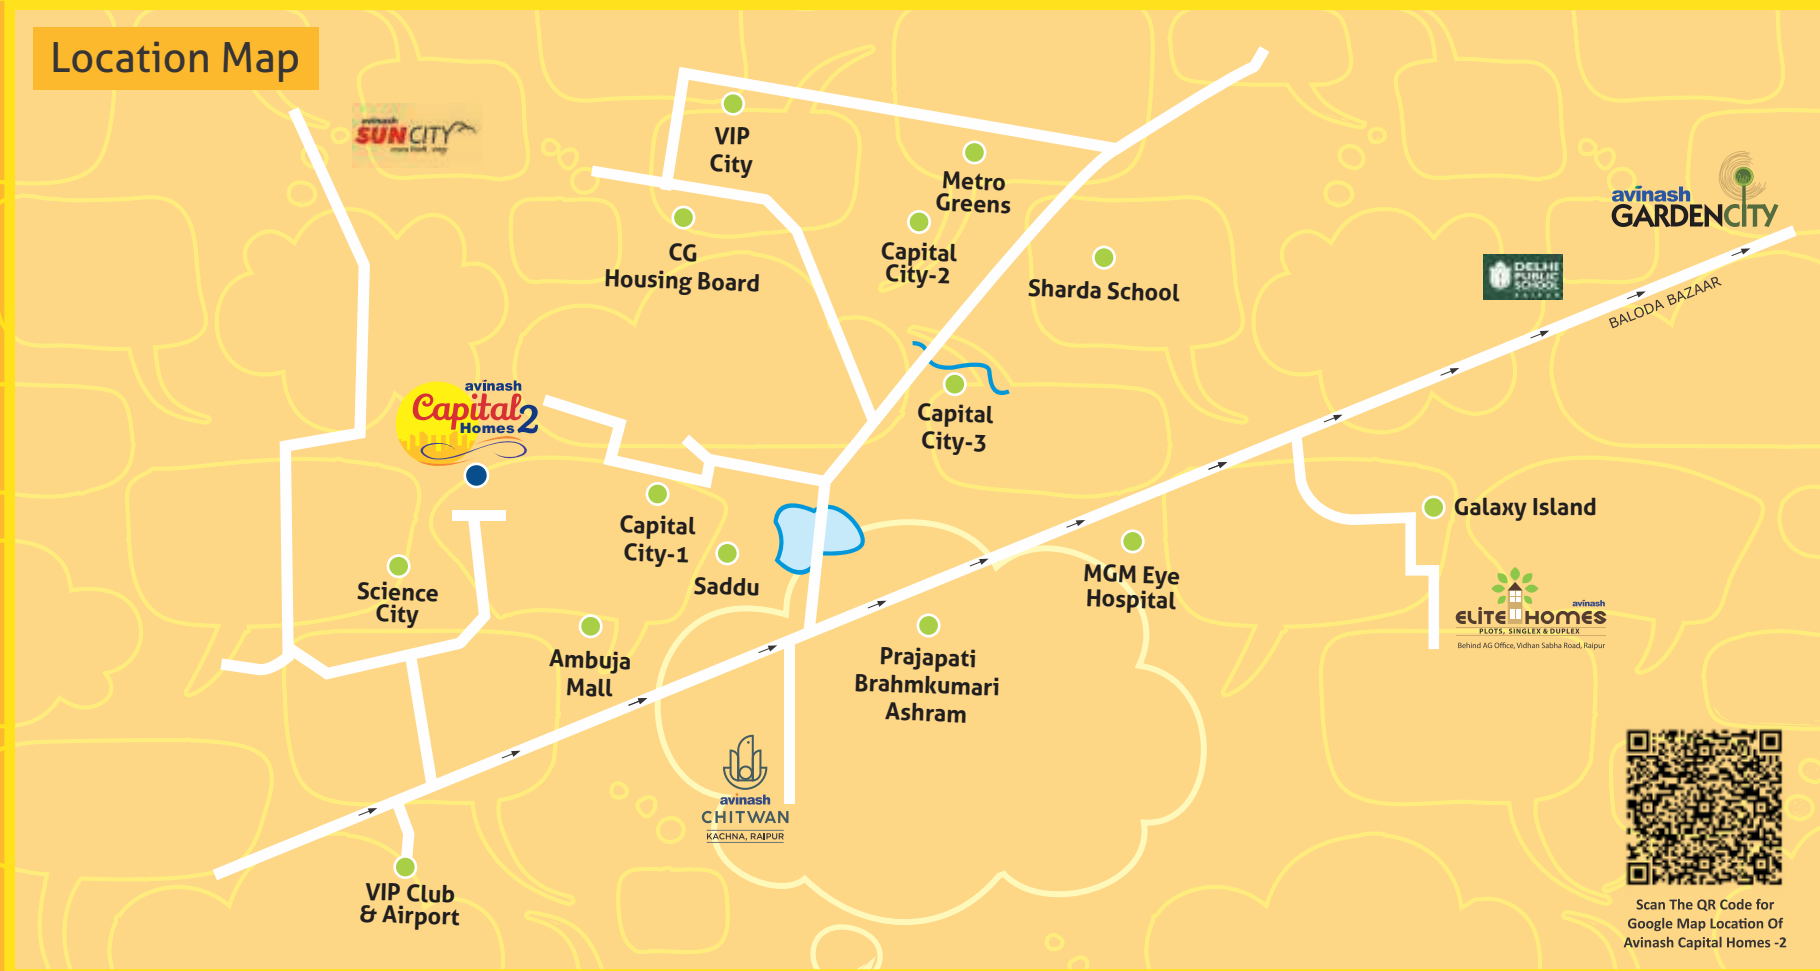 Location Map
avinash
SUNCITY
VIP
City
Metro
Greens
CG
Housing Board
Capital
City-2
Sharda School
avinash
GARDENCITY
DELHI
PUBLIC
SCHOOL
BALODA BAZAAR
avinash
Capital 2
Homes
Capital
City-3
Capital
City-1
Saddu
Science
City
Ambuja
Mall
MGM Eye
Hospital
Galaxy Island
avinash
ELITE HOMES
PLOTS, SINGLEX & DUPLEX
Behind AG Office, Vidhan Sabha Road, Raipur
Prajapati
Brahmkumari
Ashram
avinash
CHITWAN
KACHNA, RAIPUR
VIP Club
& Airport
Scan The QR Code for
Google Map Location Of
Avinash Capital Homes -2